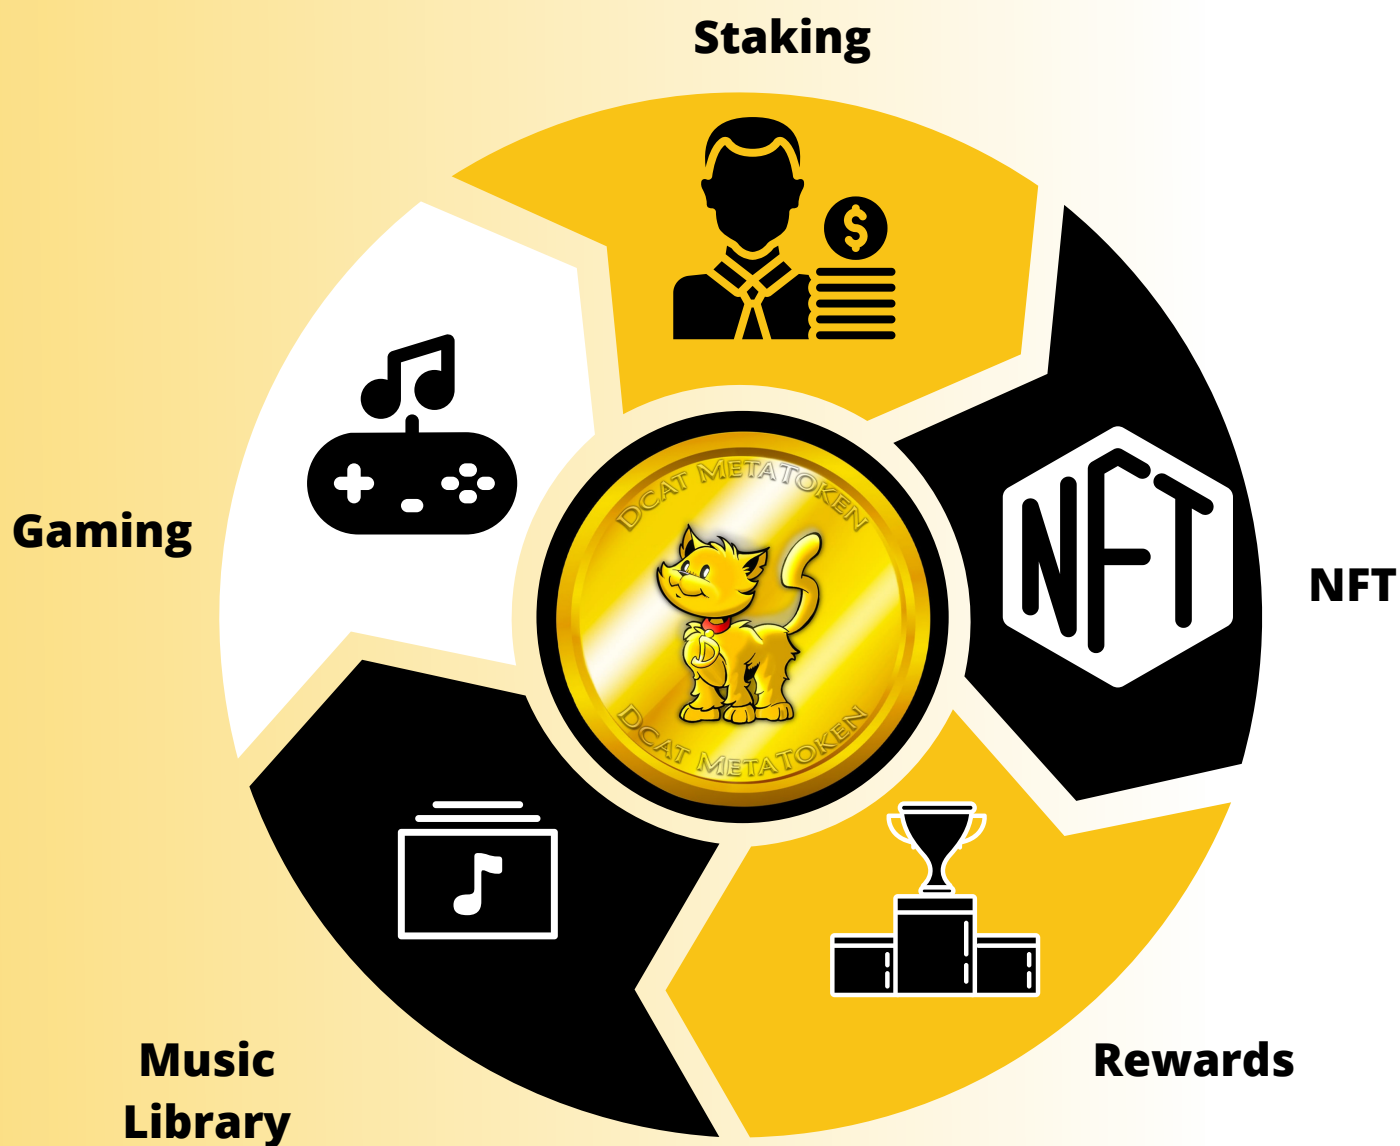 Staking
$
DCAT METATOKEN
NFT
Gaming
NFT
D
DCAT METATOKEN
Rewards
Music
Library